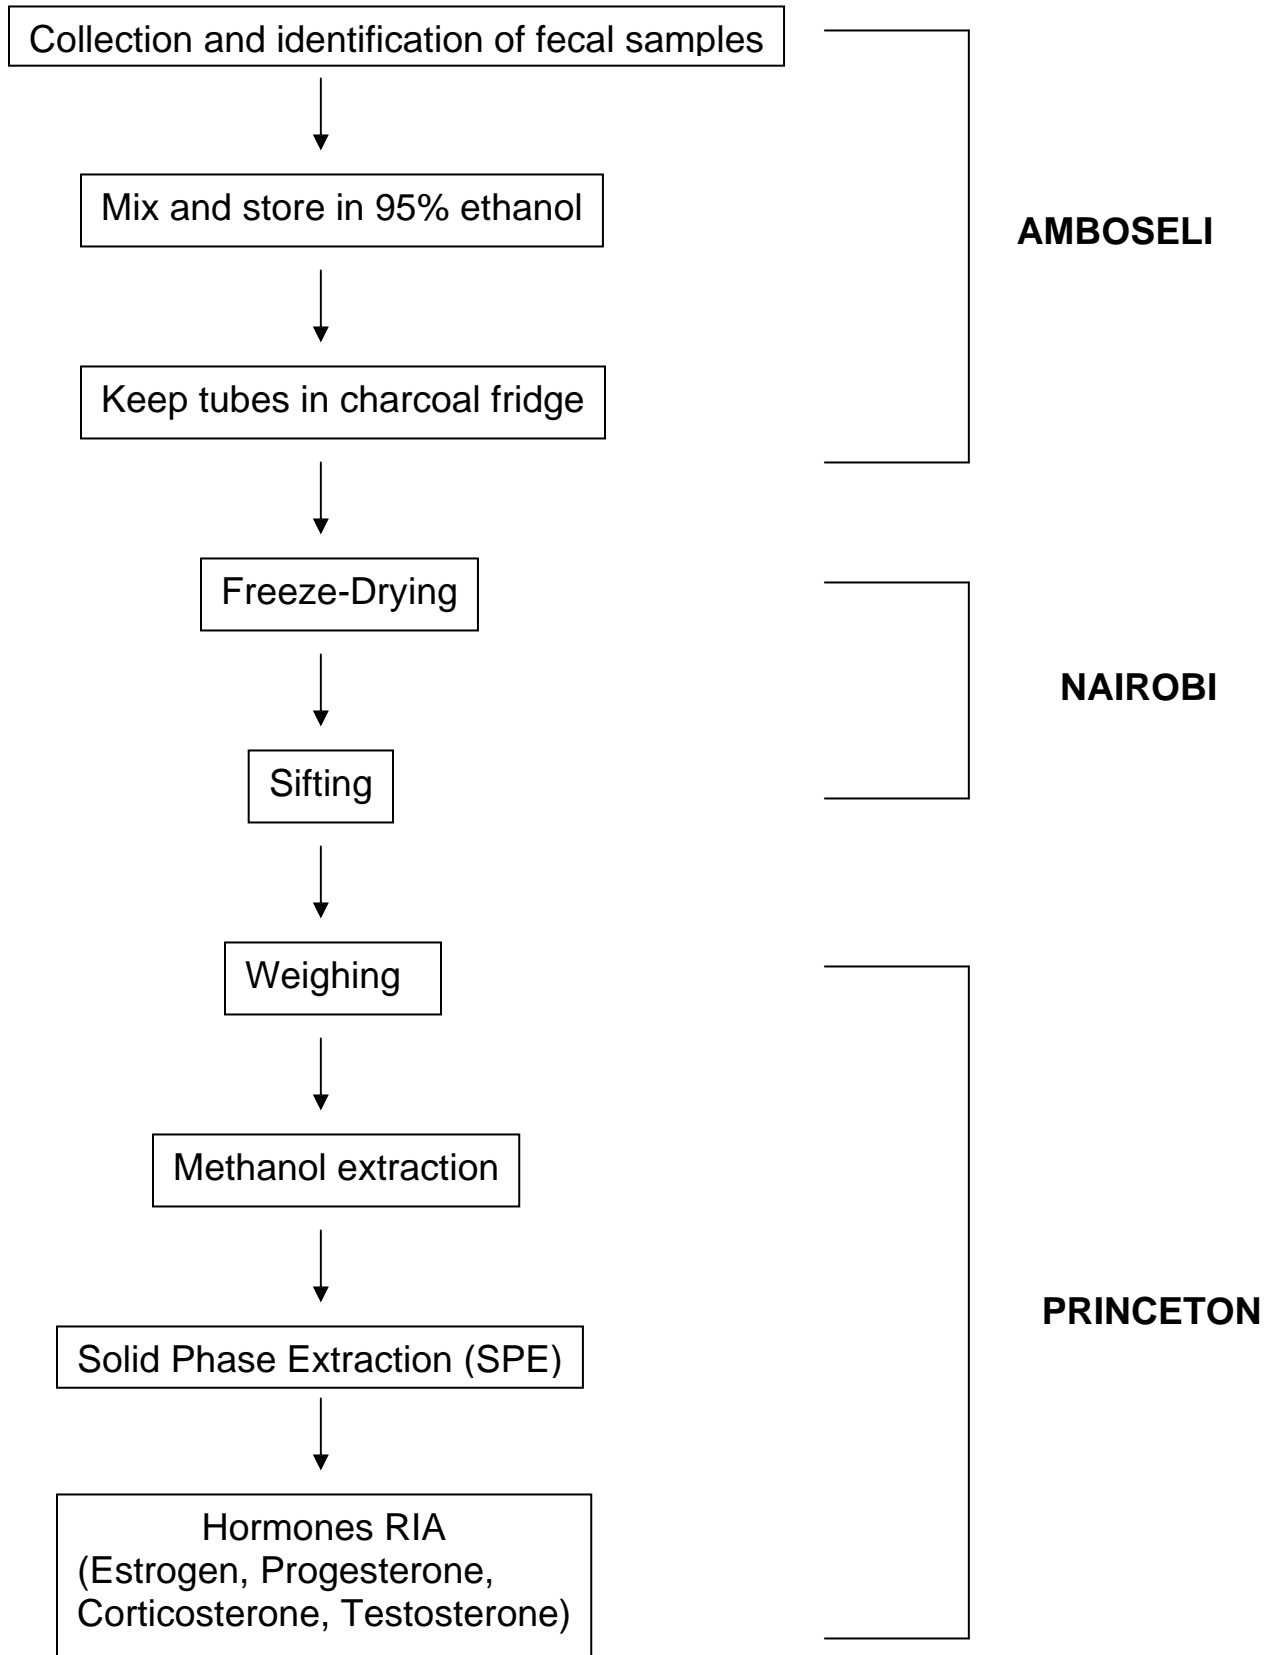 Collection and identification of fecal samples
Mix and store in 95% ethanol
AMBOSELI
Keep tubes in charcoal fridge
Freeze-Drying
NAIROBI
Sifting
Weighing
Methanol extraction
PRINCETON
Solid Phase Extraction (SPE)
Hormones RIA
(Estrogen, Progesterone,
Corticosterone, Testosterone)